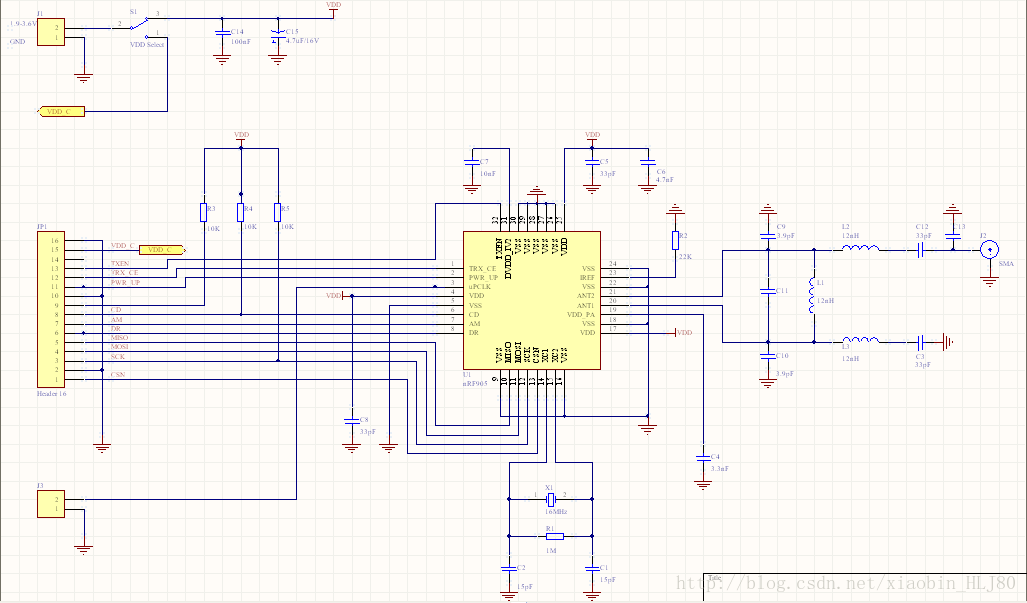 J1
1.9-3.6V
GND
2
1
S1
2
3
1
VDD Select
VDD
C14
100nF
C15
4.7uF/16V
VDD_C
VDD
R3
10K
R4
10K
R5
10K
C7
10nF
VDD
C5
33pF
C6
4.7nF
JP1
16
15
14
13
12
11
10
9
8
7
6
5
4
3
2
1
Header 16
VDD_C
VDD_C
TXEN
TRX_CE
PWR_UP
CD
AM
DR
MISO
MOSI
SCK
CSN
VDD
C8
33pF
32
31
30
29
28
27
26
25
TXEN
DVDD_1V2
VSS
VSS
VSS
VSS
VSS
VDD
1
2
3
4
5
6
7
8
TRX_CE
PWR_UP
uPCLK
VDD
VSS
CD
AM
DR
24
23
22
21
20
19
18
17
VSS
IREF
VSS
ANT2
ANT1
VDD_PA
VSS
VDD
VSS
MISO
MOSI
SCK
CSN
XC1
XC2
VSS
9
10
11
12
13
14
15
16
U1
nRF905
R2
22K
VDD
C4
3.3nF
C9
3.9pF
C11
C10
3.9pF
L1
12nH
L2
12nH
L3
12nH
C12
33pF
C13
C3
33pF
J2
SMA
J3
2
1
X1
1
2
16MHz
R1
1M
C2
15pF
C1
15pF
Title
http://blog.csdn.net/xiaobin_HLJ80